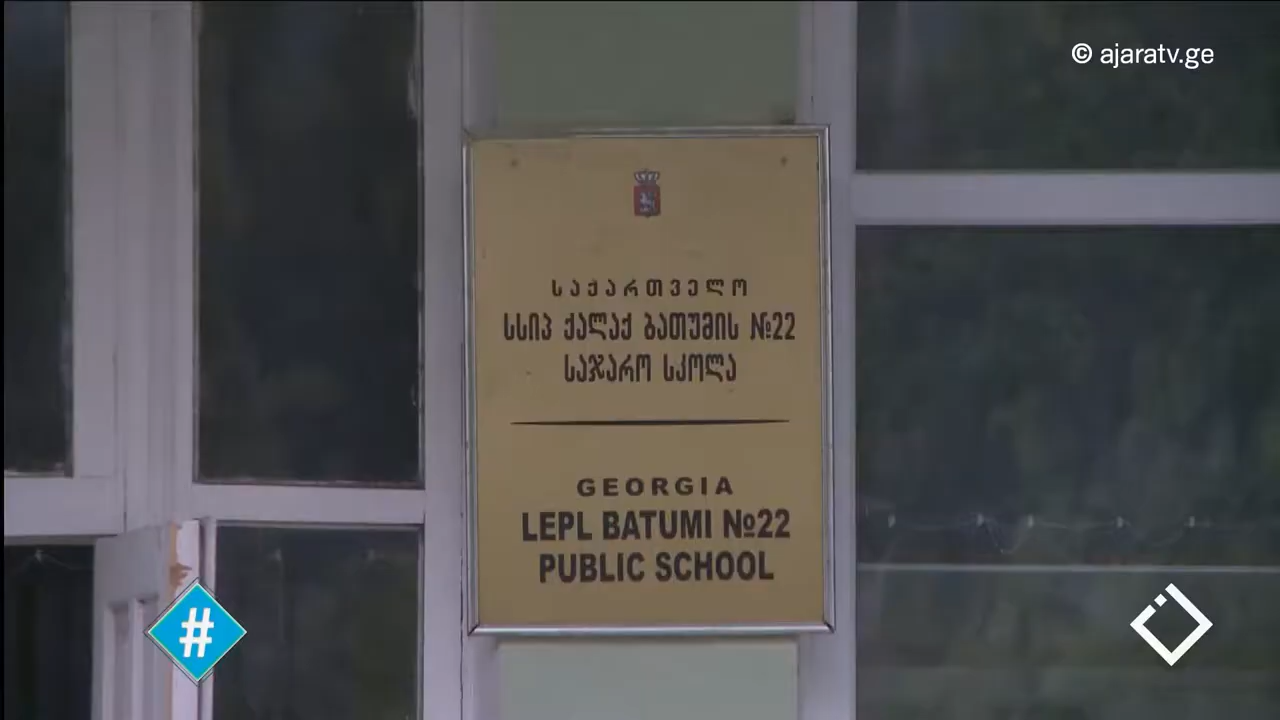 © ajaratv.ge
საქართველო
სსიპ ქალაქ ბათუმის №22
საჯარო სკოლა
GEORGIA
LEPL BATUMI №22
PUBLIC SCHOOL
#